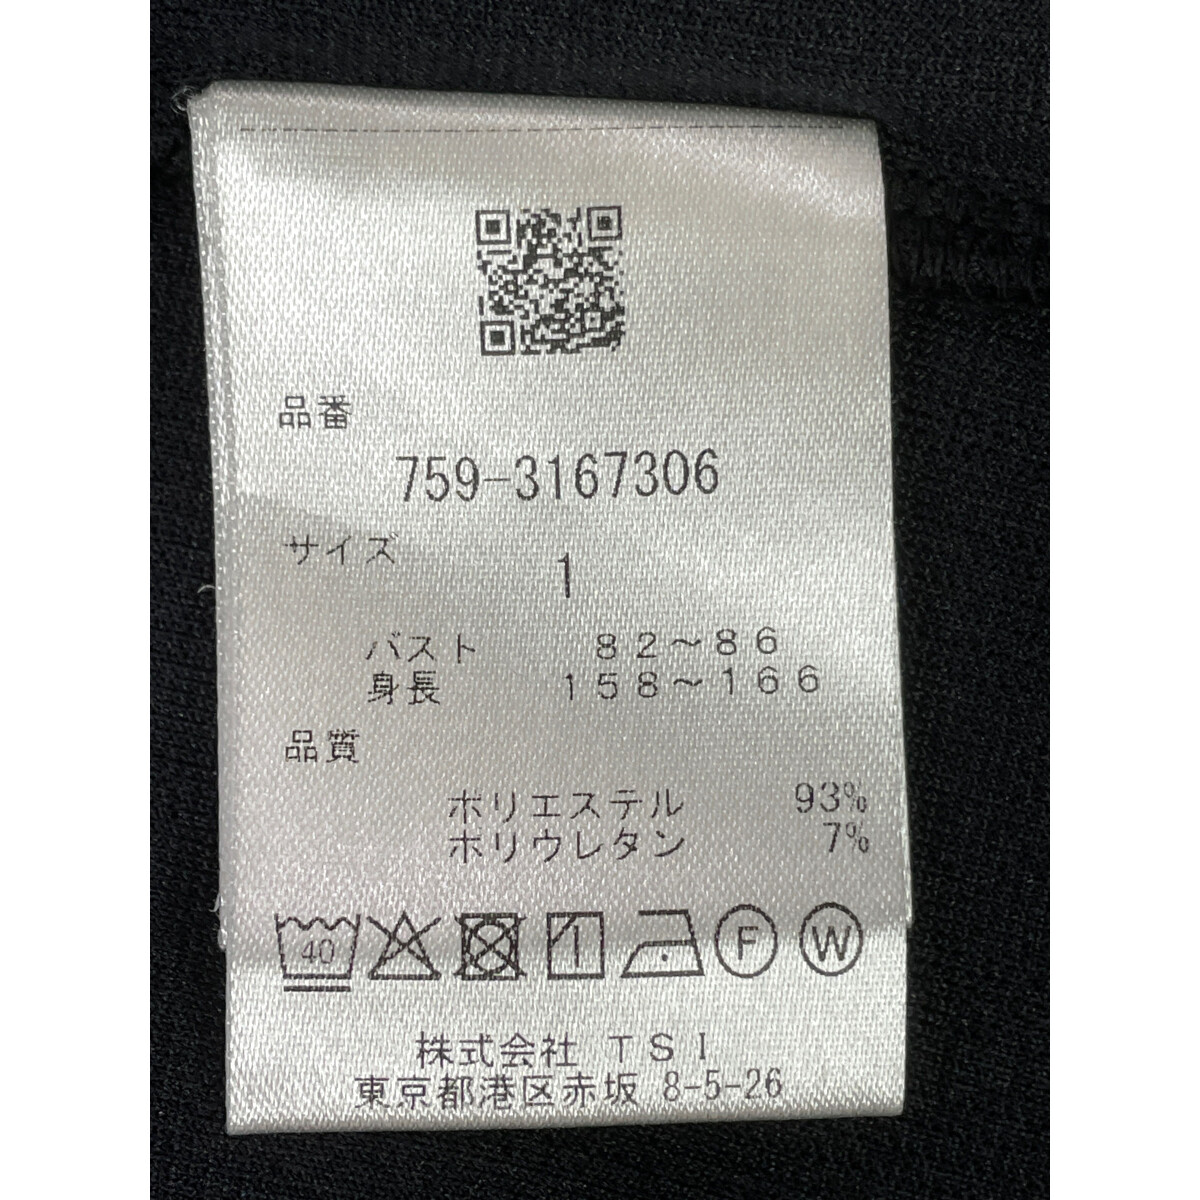 品番
759-3167306
サイズ
1
バスト 82～86
身長 158～166
品質
ポリエステル 93%
ポリウレタン 7%
40 F W
株式会社 TSI
東京都港区赤坂 8-5-26